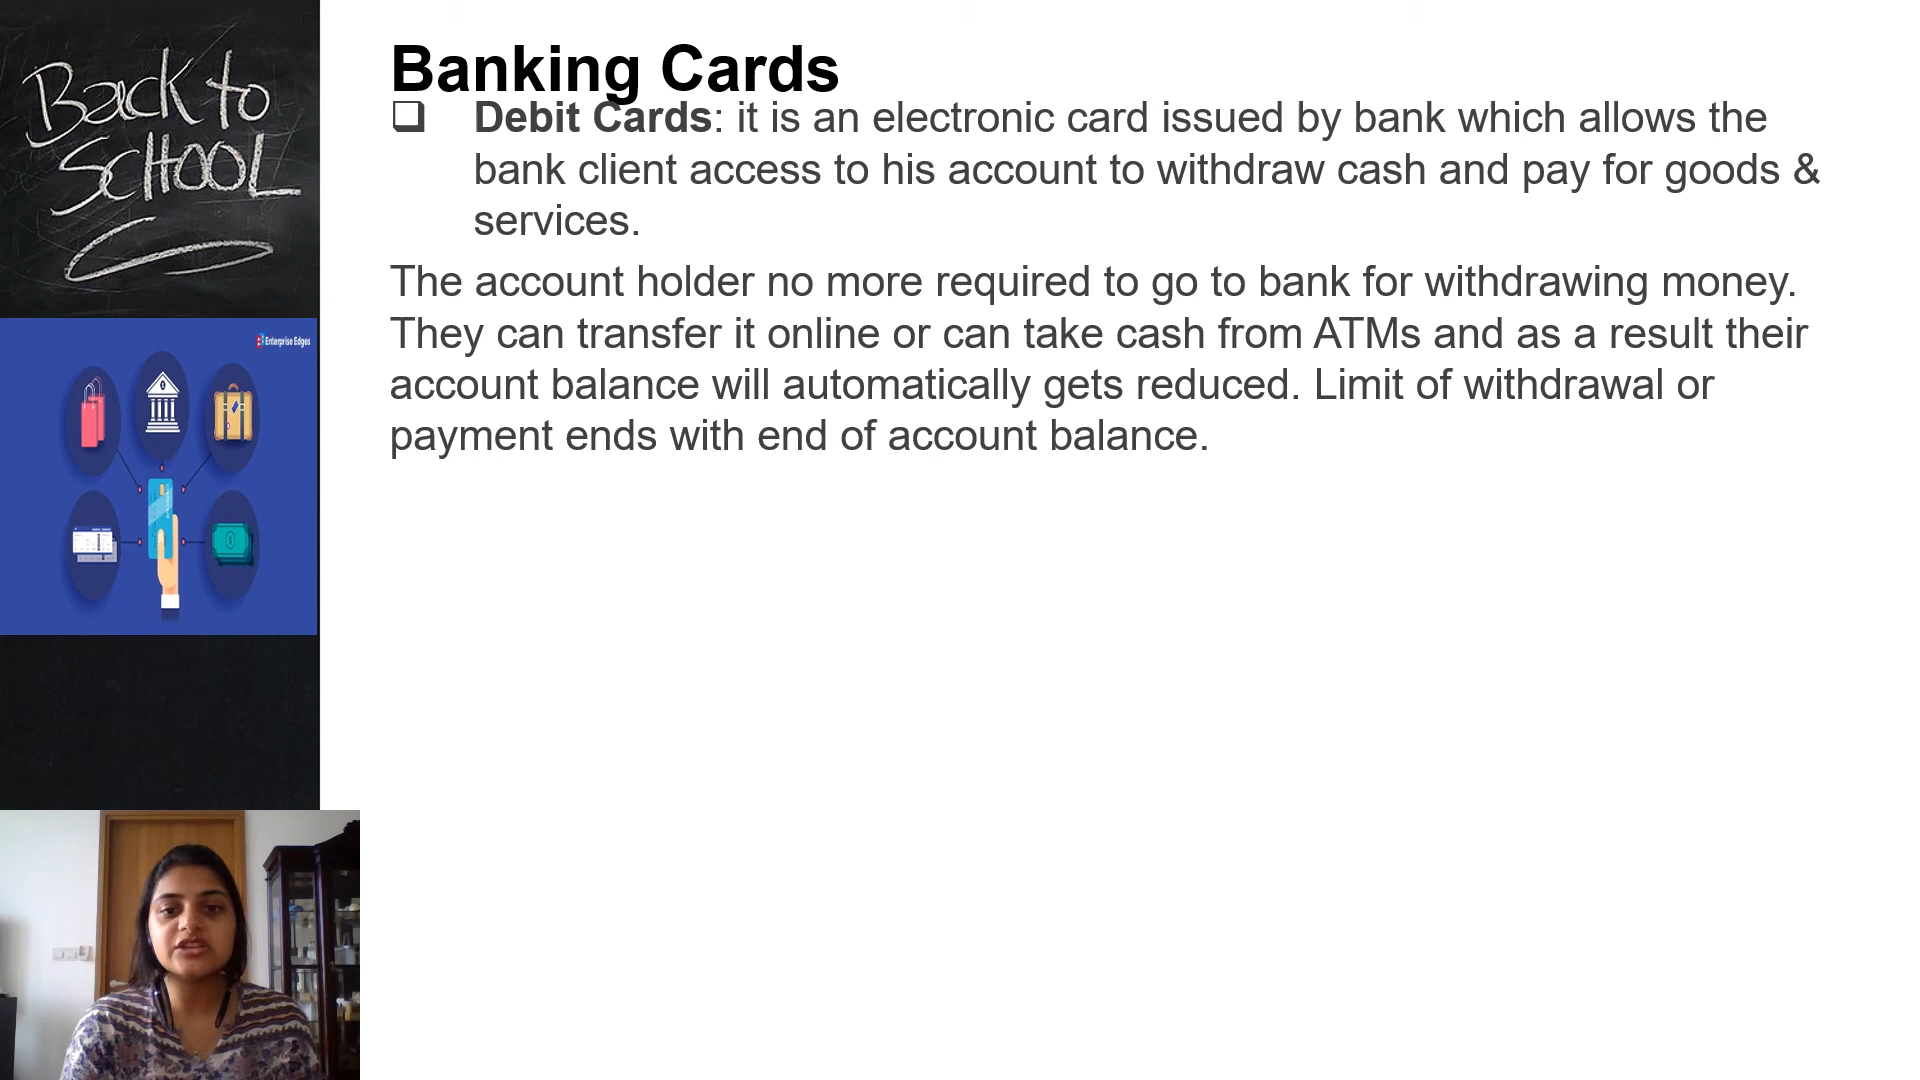 Back to
SCHOOL
Enterprise Edges
Banking Cards
❑ Debit Cards: it is an electronic card issued by bank which allows the
bank client access to his account to withdraw cash and pay for goods &
services.
The account holder no more required to go to bank for withdrawing money.
They can transfer it online or can take cash from ATMs and as a result their
account balance will automatically gets reduced. Limit of withdrawal or
payment ends with end of account balance.